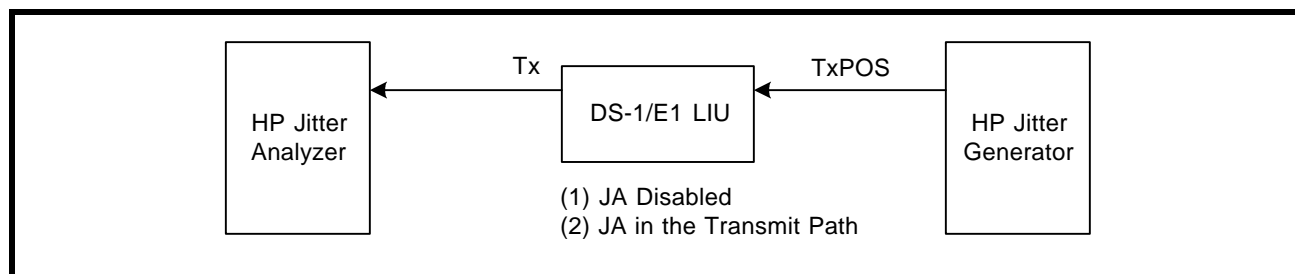 Tx
TxPOS
HP Jitter
Analyzer
DS-1/E1 LIU
HP Jitter
Generator
(1) JA Disabled
(2) JA in the Transmit Path